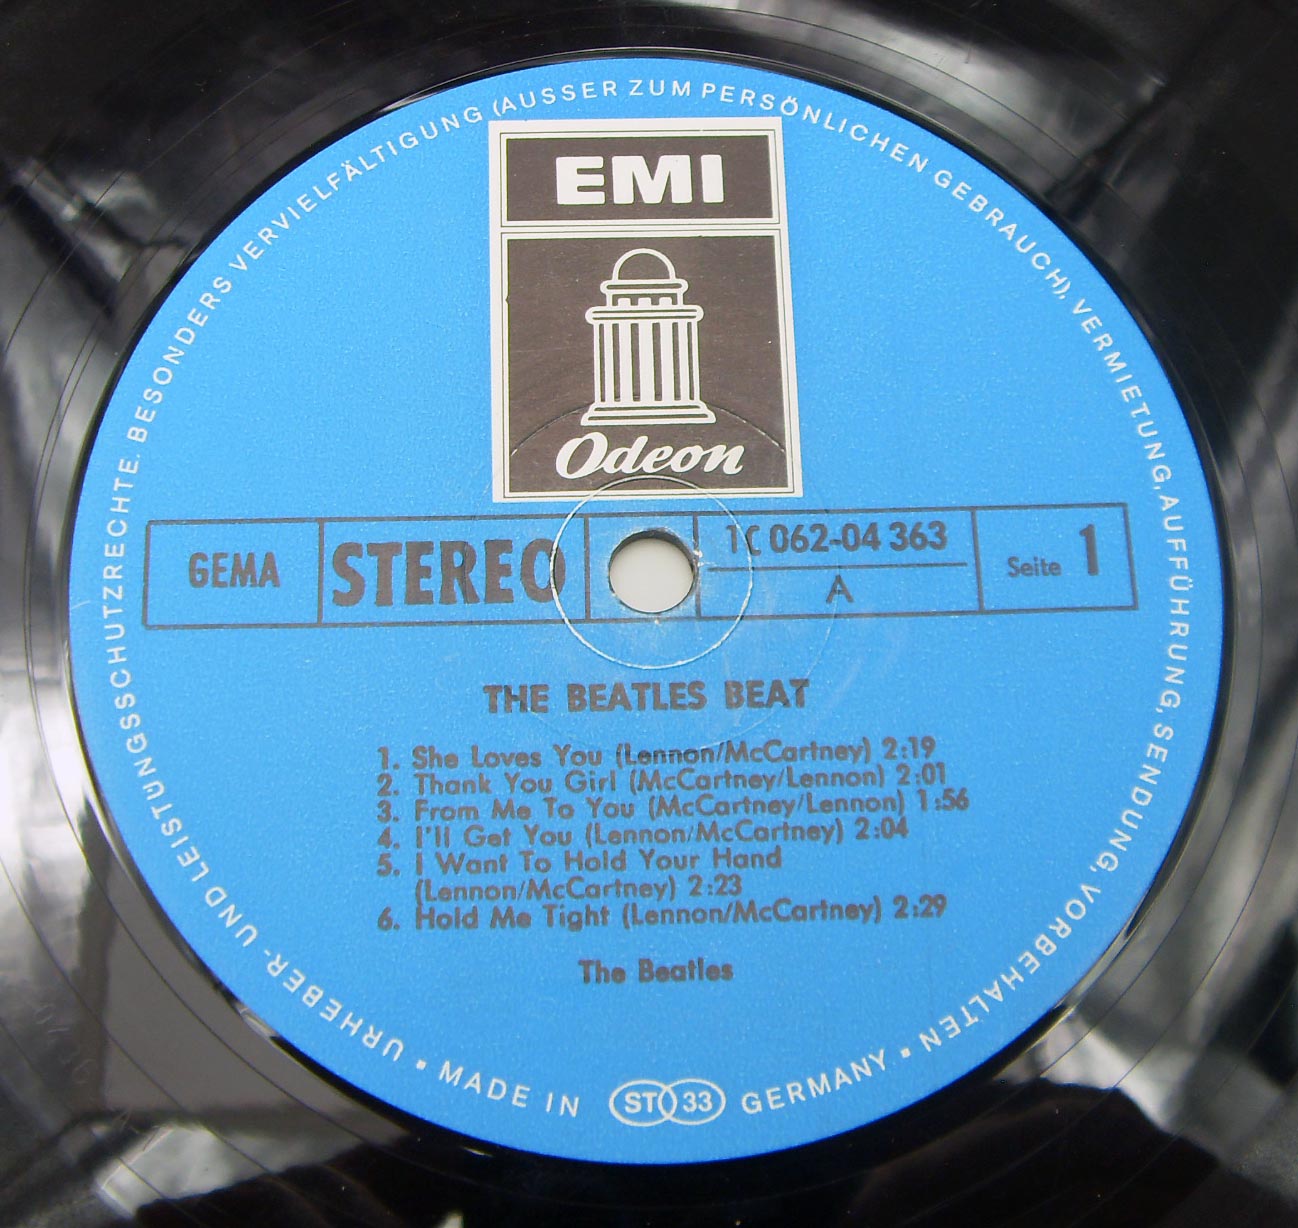 URHEBER- UND LEISTUNGSSCHUTZRECHTE. BESONDERS VERVIELFÄLTIGUNG (AUSSER ZUM PERSÖNLICHEN GEBRAUCH), VERMIETUNG, AUFFÜHRUNG, SENDUNG, VORBEHALTEN •
EMI
Odeon
GEMA STEREO 1C 062-04 363 Seite 1
A
THE BEATLES BEAT
1. She Loves You (Lennon/McCartney) 2:19
2. Thank You Girl (McCartney/Lennon) 2:01
3. From Me To You (McCartney/Lennon) 1:56
4. I'll Get You (Lennon/McCartney) 2:04
5. I Want To Hold Your Hand
(Lennon/McCartney) 2:23
6. Hold Me Tight (Lennon/McCartney) 2:29
The Beatles
• MADE IN ST 33 GERMANY